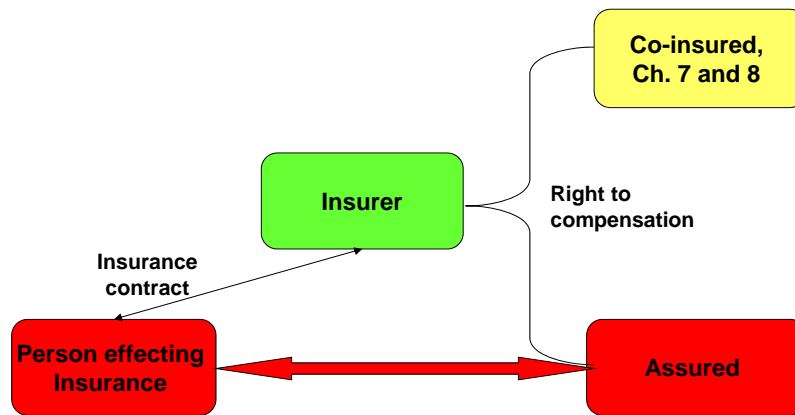 Co-insured,
Ch. 7 and 8
Insurer
Right to
compensation
Insurance
contract
Person effecting
Insurance
Assured